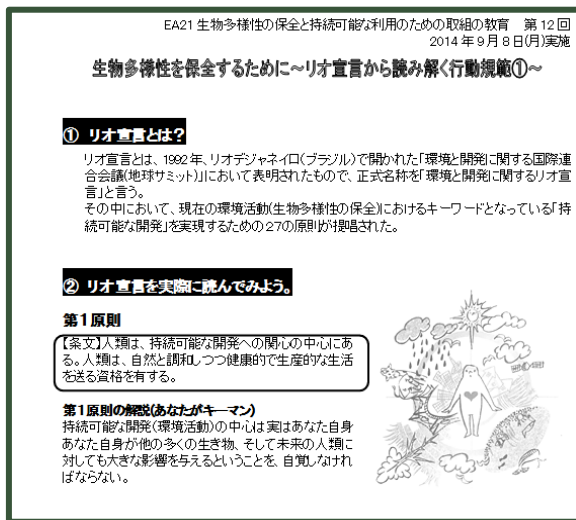 EA21 生物多様性の保全と持続可能な利用のための取組の教育　第12回
2014年9月8日(月)実施
生物多様性を保全するために～リオ宣言から読み解く行動規範①～
① リオ宣言とは?
リオ宣言とは、1992年、リオデジャネイロ(ブラジル)で開かれた「環境と開発に関する国際連
合会議(地球サミット)」において表明されたもので、正式名称を「環境と開発に関するリオ宣
言」と言う。
その中において、現在の環境活動(生物多様性の保全)におけるキーワードとなっている「持
続可能な開発」を実現するための27の原則が提唱された。
② リオ宣言を実際に読んでみよう。
第1原則
【条文】人類は、持続可能な開発への関心の中心にあ
る。人類は、自然と調和しつつ健康的で生産的な生活
を送る資格を有する。
第1原則の解説(あなたがキーマン)
持続可能な開発(環境活動)の中心は実はあなた自身
あなた自身が他の多くの生き物、そして未来の人類に
対しても大きな影響を与えるということを、自覚しなけれ
ばならない。